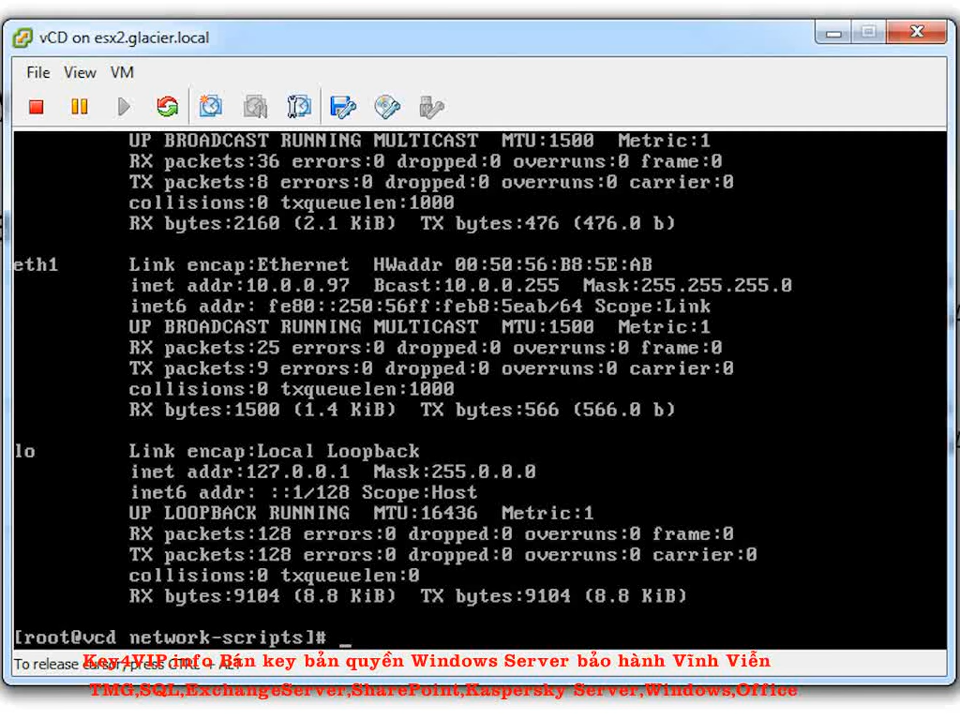 vCD on esx2.glacier.local
File View VM
UP BROADCAST RUNNING MULTICAST MTU:1500 Metric:1
RX packets:36 errors:0 dropped:0 overruns:0 frame:0
TX packets:8 errors:0 dropped:0 overruns:0 carrier:0
collisions:0 txqueuelen:1000
RX bytes:2160 (2.1 KiB) TX bytes:476 (476.0 b)
eth1 Link encap:Ethernet HWaddr 00:50:56:B8:5E:AB
inet addr:10.0.0.97 Bcast:10.0.0.255 Mask:255.255.255.0
inet6 addr: fe80::250:56ff:feb8:5eab/64 Scope:Link
UP BROADCAST RUNNING MULTICAST MTU:1500 Metric:1
RX packets:25 errors:0 dropped:0 overruns:0 frame:0
TX packets:9 errors:0 dropped:0 overruns:0 carrier:0
collisions:0 txqueuelen:1000
RX bytes:1500 (1.4 KiB) TX bytes:566 (566.0 b)
lo Link encap:Local Loopback
inet addr:127.0.0.1 Mask:255.0.0.0
inet6 addr: ::1/128 Scope:Host
UP LOOPBACK RUNNING MTU:16436 Metric:1
RX packets:128 errors:0 dropped:0 overruns:0 frame:0
TX packets:128 errors:0 dropped:0 overruns:0 carrier:0
collisions:0 txqueuelen:0
RX bytes:9104 (8.8 KiB) TX bytes:9104 (8.8 KiB)
[root@vcd network-scripts]# _
To release cursor, press CTRL + ALT
Key4VIP.info Bán key bản quyền Windows Server bảo hành Vĩnh Viễn
TMG,SQL,ExchangeServer,SharePoint,Kaspersky Server,Windows,Office